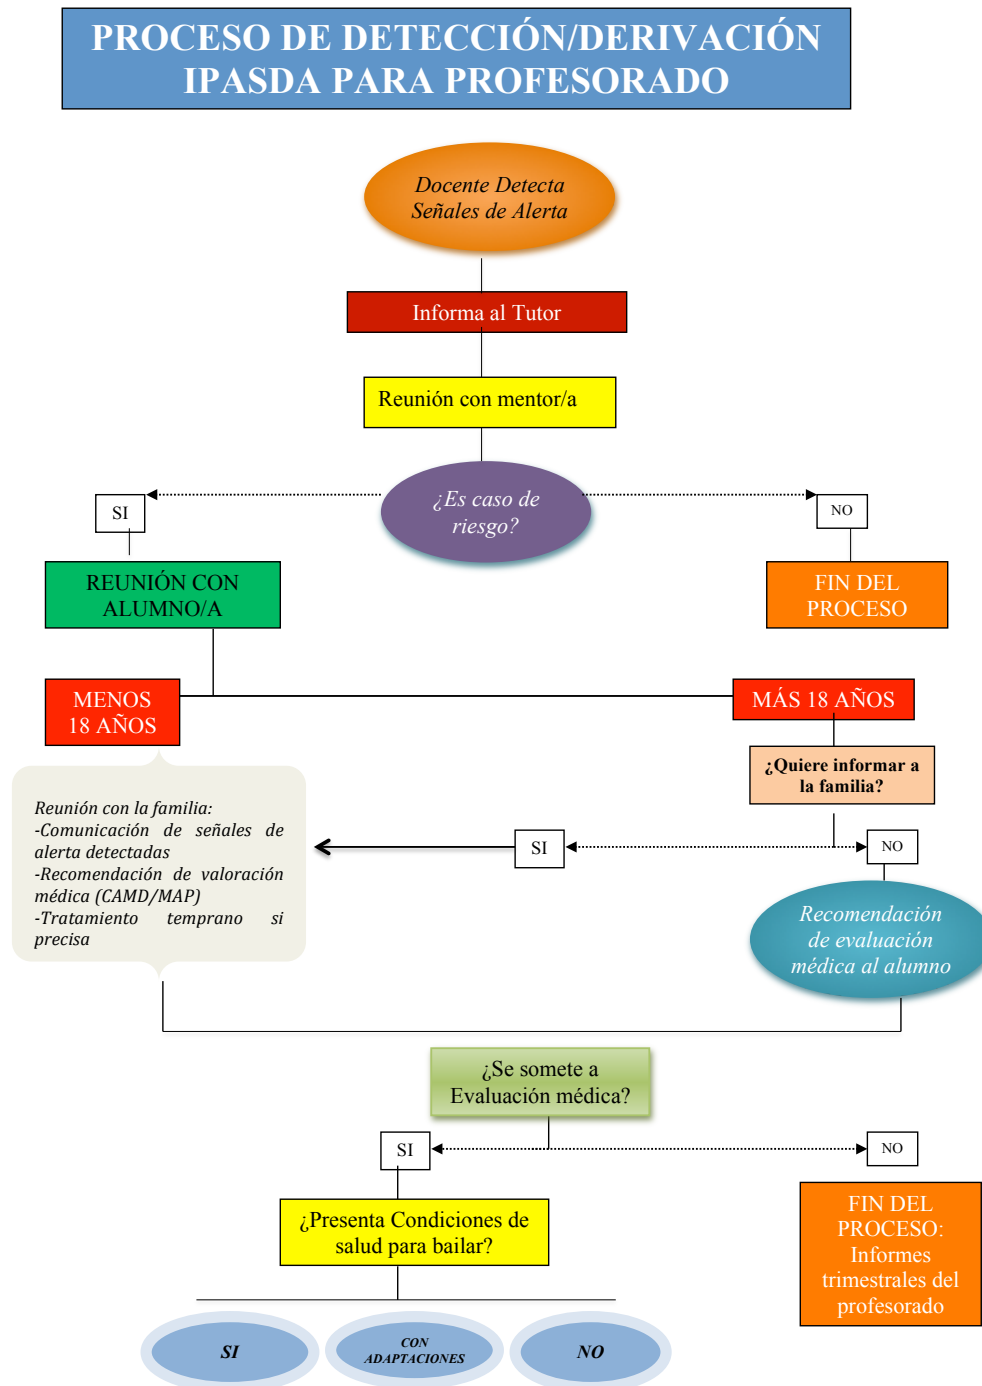 PROCESO DE DETECCIÓN/DERIVACIÓN
IPASDA PARA PROFESORADO
Docente Detecta
Señales de Alerta
Informa al Tutor
Reunión con mentor/a
¿Es caso de
riesgo?
SI
NO
REUNIÓN CON
ALUMNO/A
FIN DEL
PROCESO
MENOS
18 AÑOS
MÁS 18 AÑOS
¿Quiere informar a
la familia?
Reunión con la familia:
-Comunicación de señales de
alerta detectadas
-Recomendación de valoración
médica (CAMD/MAP)
-Tratamiento temprano si
precisa
SI
NO
Recomendación
de evaluación
médica al alumno
¿Se somete a
Evaluación médica?
SI
NO
¿Presenta Condiciones de
salud para bailar?
FIN DEL
PROCESO:
Informes
trimestrales del
profesorado
SI
CON
ADAPTACIONES
NO